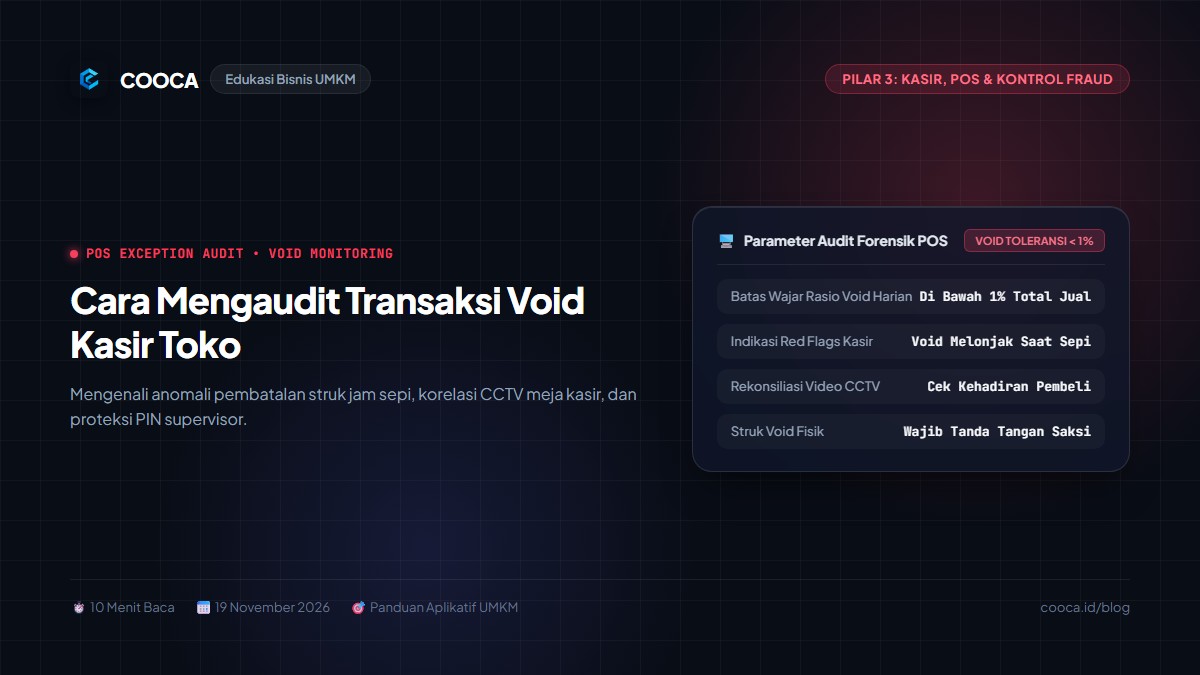 COOCA
Edukasi Bisnis UMKM
PILAR 3: KASIR, POS & KONTROL FRAUD
POS EXCEPTION AUDIT • VOID MONITORING
Cara Mengaudit Transaksi Void
Kasir Toko
Mengenali anomali pembatalan struk jam sepi, korelasi CCTV meja kasir, dan
proteksi PIN supervisor.
Parameter Audit Forensik POS
VOID TOLERANSI < 1%
Batas Wajar Rasio Void Harian Di Bawah 1% Total Jual
Indikasi Red Flags Kasir Void Melonjak Saat Sepi
Rekonsiliasi Video CCTV Cek Kehadiran Pembeli
Struk Void Fisik Wajib Tanda Tangan Saksi
10 Menit Baca
19 November 2026
Panduan Aplikatif UMKM
cooca.id/blog